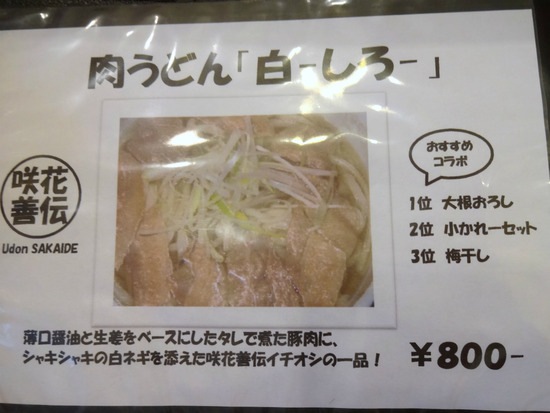 肉うどん「白-しろ-」
おすすめ
コラボ
咲花
善伝
Udon SAKAIDE
1位 大根おろし
2位 小かれーセット
3位 梅干し
薄口醤油と生姜をベースにしたタレで煮た豚肉に、
シャキシャキの白ネギを添えた咲花善伝イチオシの一品！
￥800-